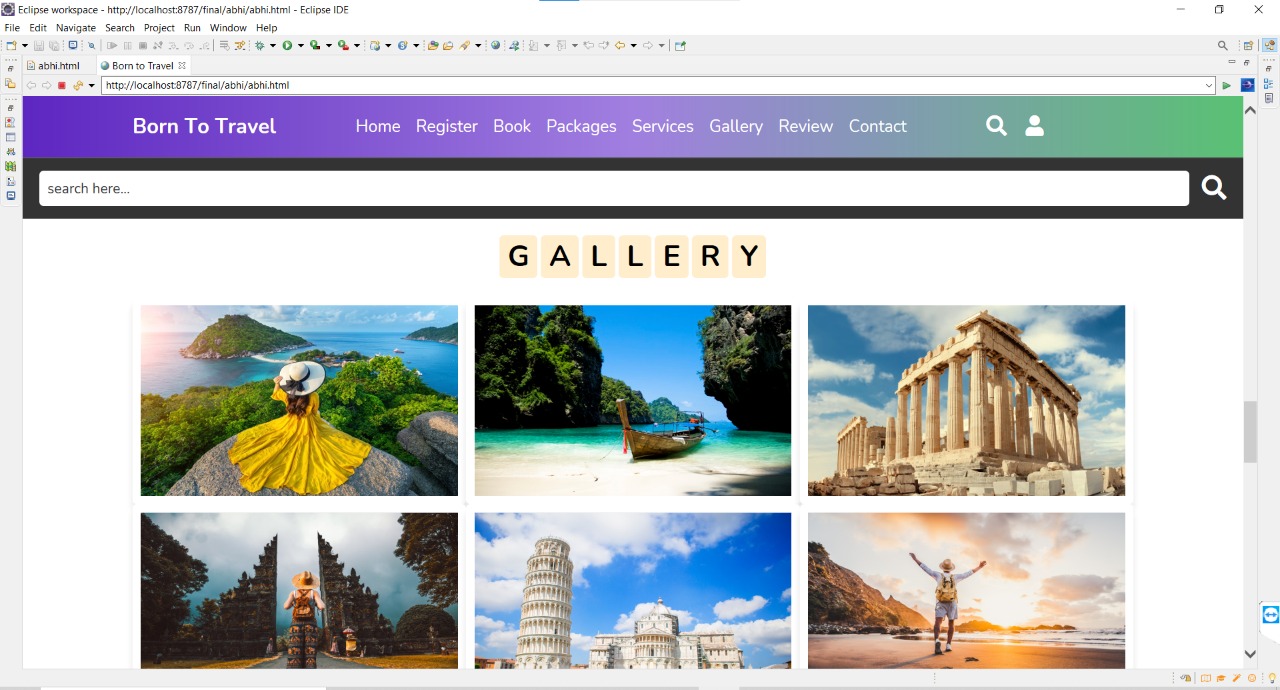 Eclipse workspace - http://localhost:8787/final/abhi/abhi.html - Eclipse IDE
File Edit Navigate Search Project Run Window Help
abhi.html Born to Travel
http://localhost:8787/final/abhi/abhi.html
Born To Travel Home Register Book Packages Services Gallery Review Contact
search here...
GALLERY